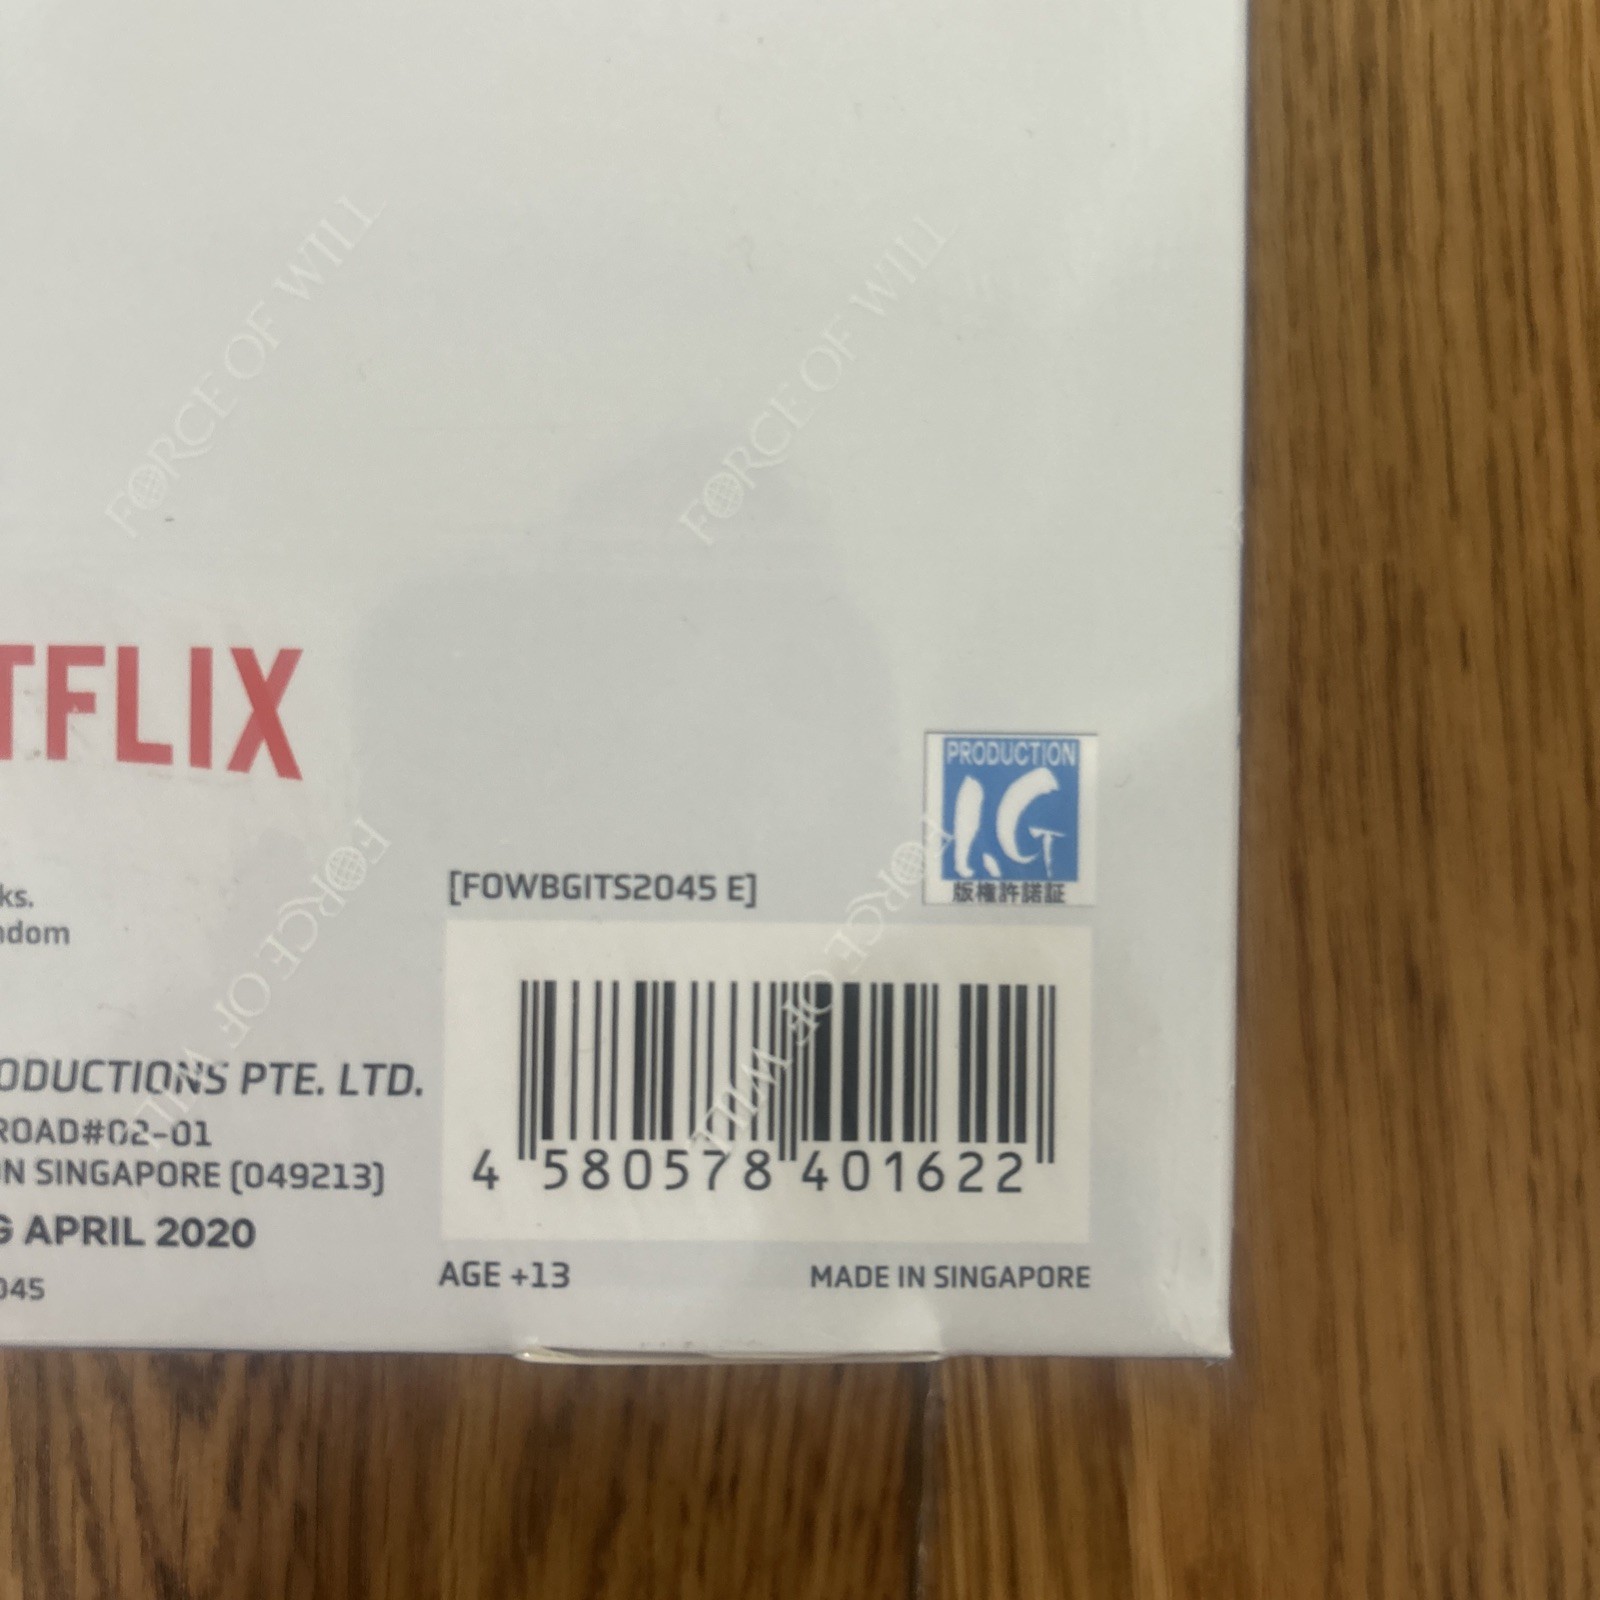 FORCE OF WILL
FORCE OF WILL
TFLIX
PRODUCTION
I.G
版権許諾証
[FOWBGITS2045 E]
ks.
ndom
FORCE OF WILL
FORCE OF WILL
ODUCTIONS PTE. LTD.
ROAD#02-01
ON SINGAPORE (049213)
G APRIL 2020
045
4 580578 401622
AGE +13
MADE IN SINGAPORE